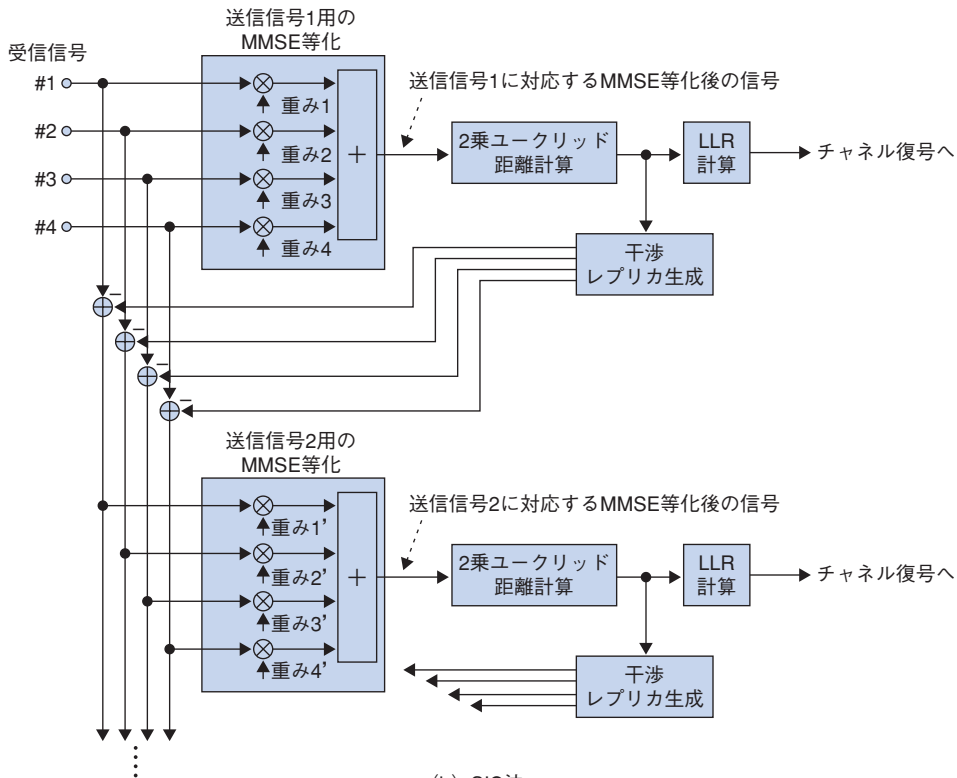 送信信号1用の
MMSE等化
受信信号
#1
#2
#3
#4
重み1
重み2
重み3
重み4
+
送信信号1に対応するMMSE等化後の信号
2乗ユークリッド
距離計算
LLR
計算
チャネル復号へ
干渉
レプリカ生成
−
−
−
−
送信信号2用の
MMSE等化
重み1'
重み2'
重み3'
重み4'
+
送信信号2に対応するMMSE等化後の信号
2乗ユークリッド
距離計算
LLR
計算
チャネル復号へ
干渉
レプリカ生成